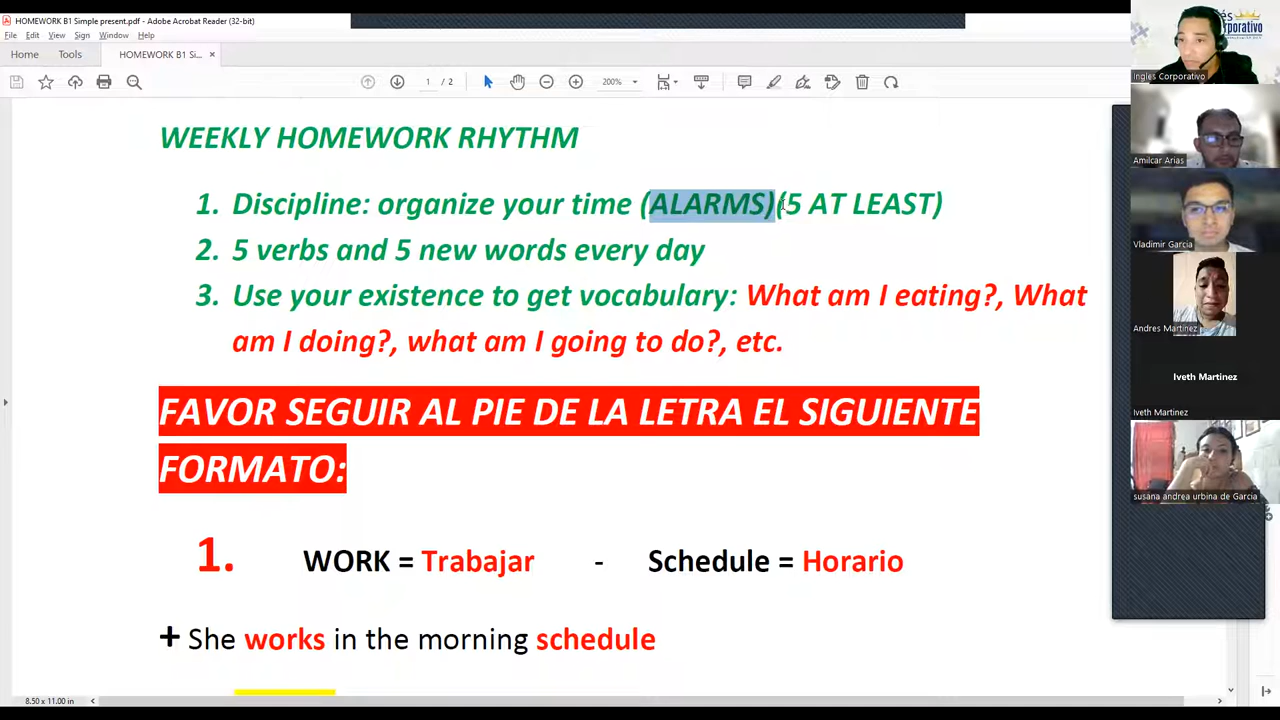 HOMEWORK B1 Simple present.pdf - Adobe Acrobat Reader (32-bit)
File Edit View Sign Window Help
Home Tools HOMEWORK B1 Si... ×
1 / 2 200%
WEEKLY HOMEWORK RHYTHM
1. Discipline: organize your time (ALARMS)(5 AT LEAST)
2. 5 verbs and 5 new words every day
3. Use your existence to get vocabulary: What am I eating?, What
am I doing?, what am I going to do?, etc.
FAVOR SEGUIR AL PIE DE LA LETRA EL SIGUIENTE
FORMATO:
1. WORK = Trabajar - Schedule = Horario
+ She works in the morning schedule
8.50 x 11.00 in
orporativo
Ingles Corporativo
Amilcar Arias
Vladimir Garcia
Andres Martinez
Iveth Martinez
Iveth Martinez
susana andrea urbina de Garcia